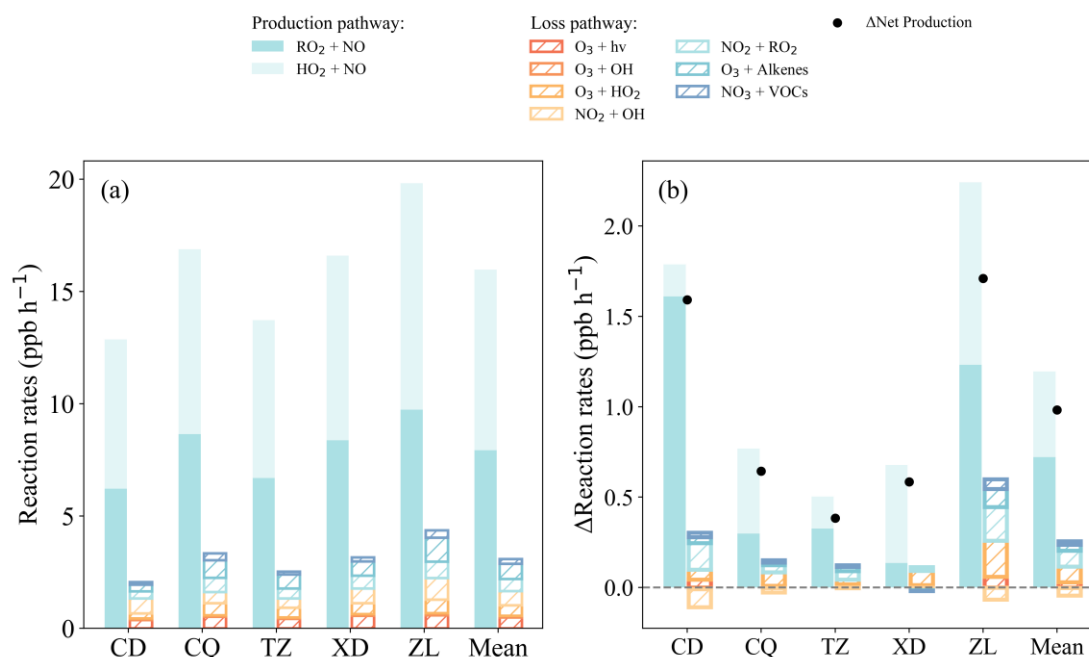 Production pathway:
RO₂ + NO
HO₂ + NO
Loss pathway:
O₃ + hv
O₃ + OH
O₃ + HO₂
NO₂ + OH
NO₂ + RO₂
O₃ + Alkenes
NO₃ + VOCs
ΔNet Production
(a)
Reaction rates (ppb h⁻¹)
20
15
10
5
0
CD CQ TZ XD ZL Mean
(b)
ΔReaction rates (ppb h⁻¹)
2.0
1.5
1.0
0.5
0.0
CD CQ TZ XD ZL Mean